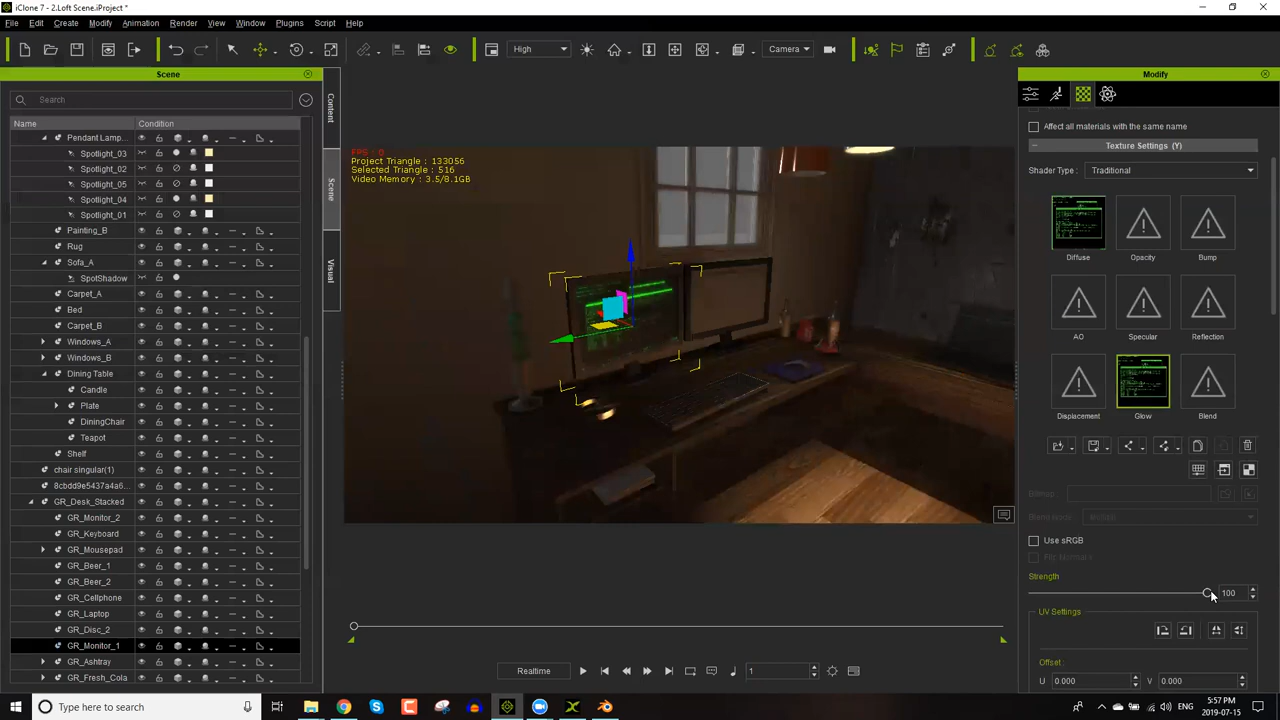 iClone 7 - 2.Loft Scene.iProject *
File Edit Create Modify Animation Render View Window Plugins Script Help
High
Camera
Scene
Search
Name Condition
Pendant Lamp...
Spotlight_03
Spotlight_02
Spotlight_05
Spotlight_04
Spotlight_01
Painting_B
Rug
Sofa_A
SpotShadow
Carpet_A
Bed
Carpet_B
Windows_A
Windows_B
Dining Table
Candle
Plate
DiningChair
Teapot
Shelf
chair singular(1)
8cbdd9e5437a4a6...
GR_Desk_Stacked
GR_Monitor_2
GR_Keyboard
GR_Mousepad
GR_Beer_1
GR_Beer_2
GR_Cellphone
GR_Laptop
GR_Disc_2
GR_Monitor_1
GR_Ashtray
GR_Fresh_Cola
Content
Scene
Visual
FPS : 0
Project Triangle : 133056
Selected Triangle : 516
Video Memory : 3.5/8.1GB
Realtime
1
Modify
Affect all materials with the same name
Texture Settings (Y)
Shader Type : Traditional
Diffuse Opacity Bump
AO Specular Reflection
Displacement Glow Blend
Bitmap :
Use sRGB
Flip Normals
Strength
100
UV Settings
Offset :
U 0.000 V 0.000
Type here to search
ENG
5:57 PM
2019-07-15